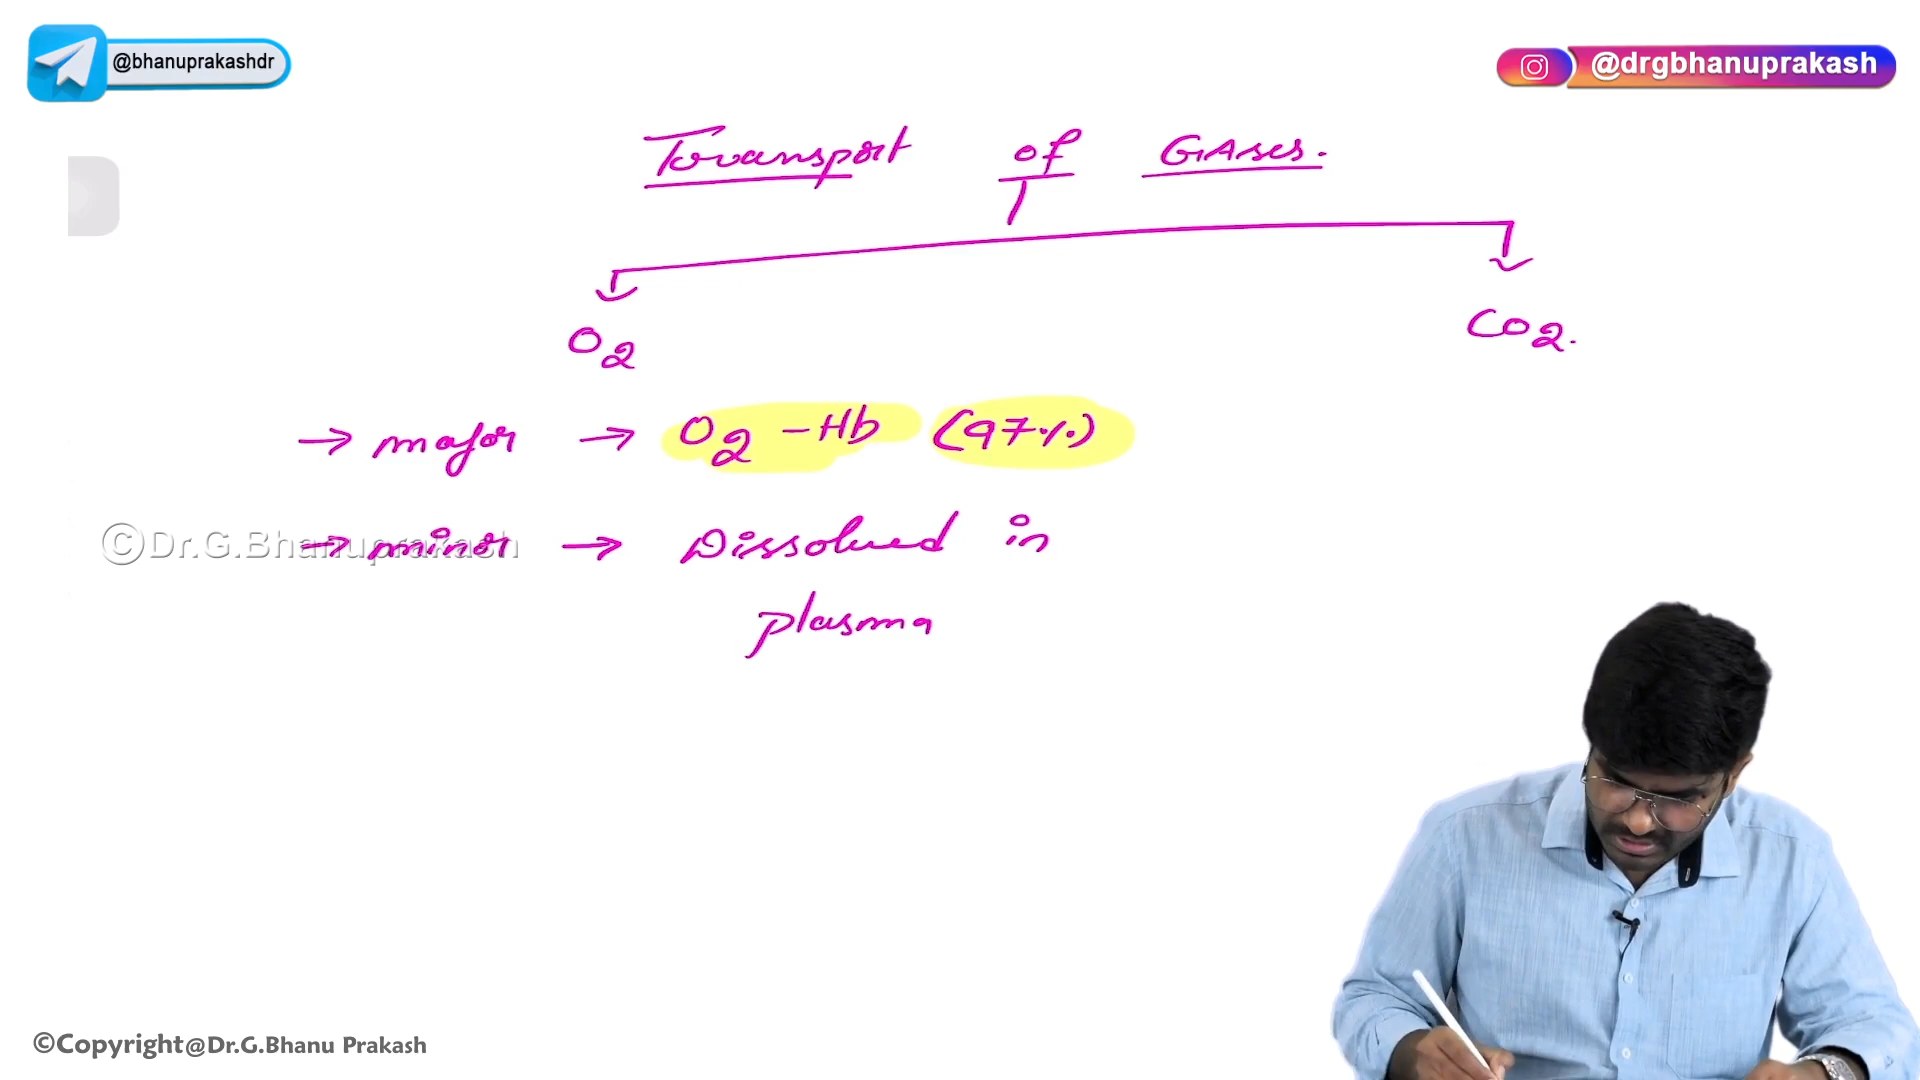 @bhanuprakashdr
@drgbhanuprakash
Transport of GAses.
O2
CO2.
→ major → O2 - Hb (97%)
→ minor → Dissolved in
plasma
©Dr.G.Bhanuprakash
©Copyright@Dr.G.Bhanu Prakash